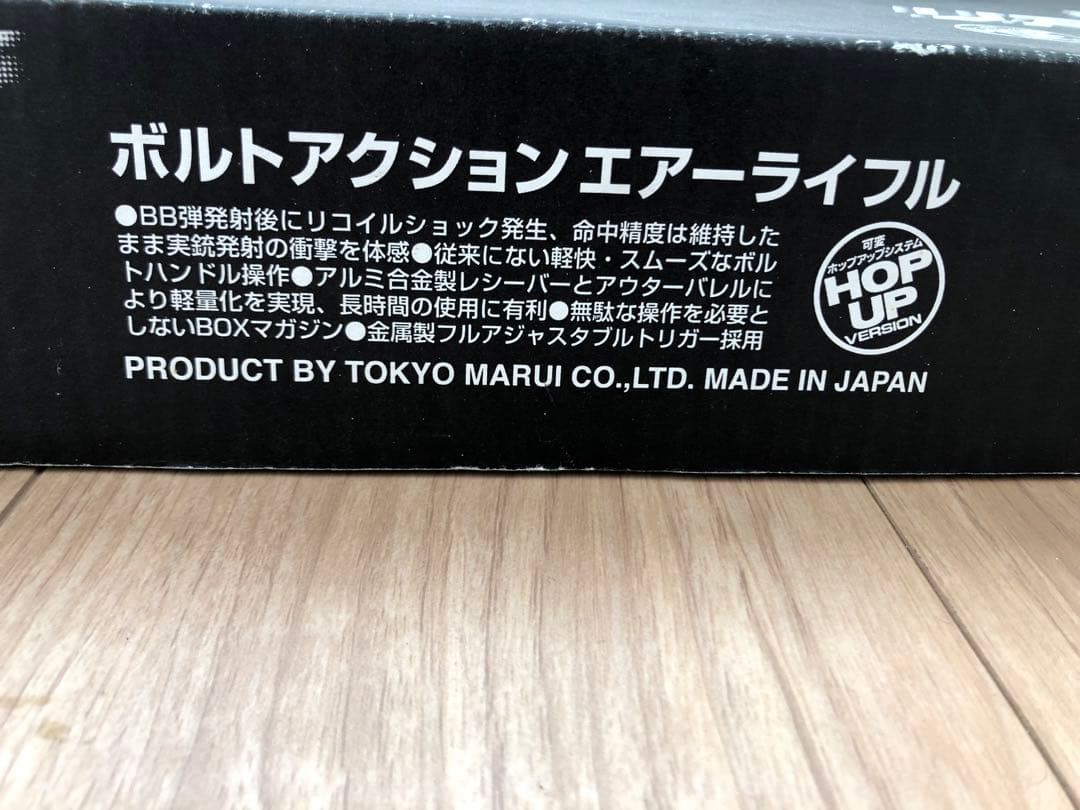 ボルトアクション エアーライフル
●BB弾発射後にリコイルショック発生、命中精度は維持した
まま実銃発射の衝撃を体感●従来にない軽快・スムーズなボル
トハンドル操作●アルミ合金製レシーバーとアウターバレルに
より軽量化を実現、長時間の使用に有利●無駄な操作を必要と
しないBOXマガジン●金属製フルアジャスタブルトリガー採用
可変
ホップアップシステム
HOP
UP
VERSION
PRODUCT BY TOKYO MARUI CO.,LTD. MADE IN JAPAN